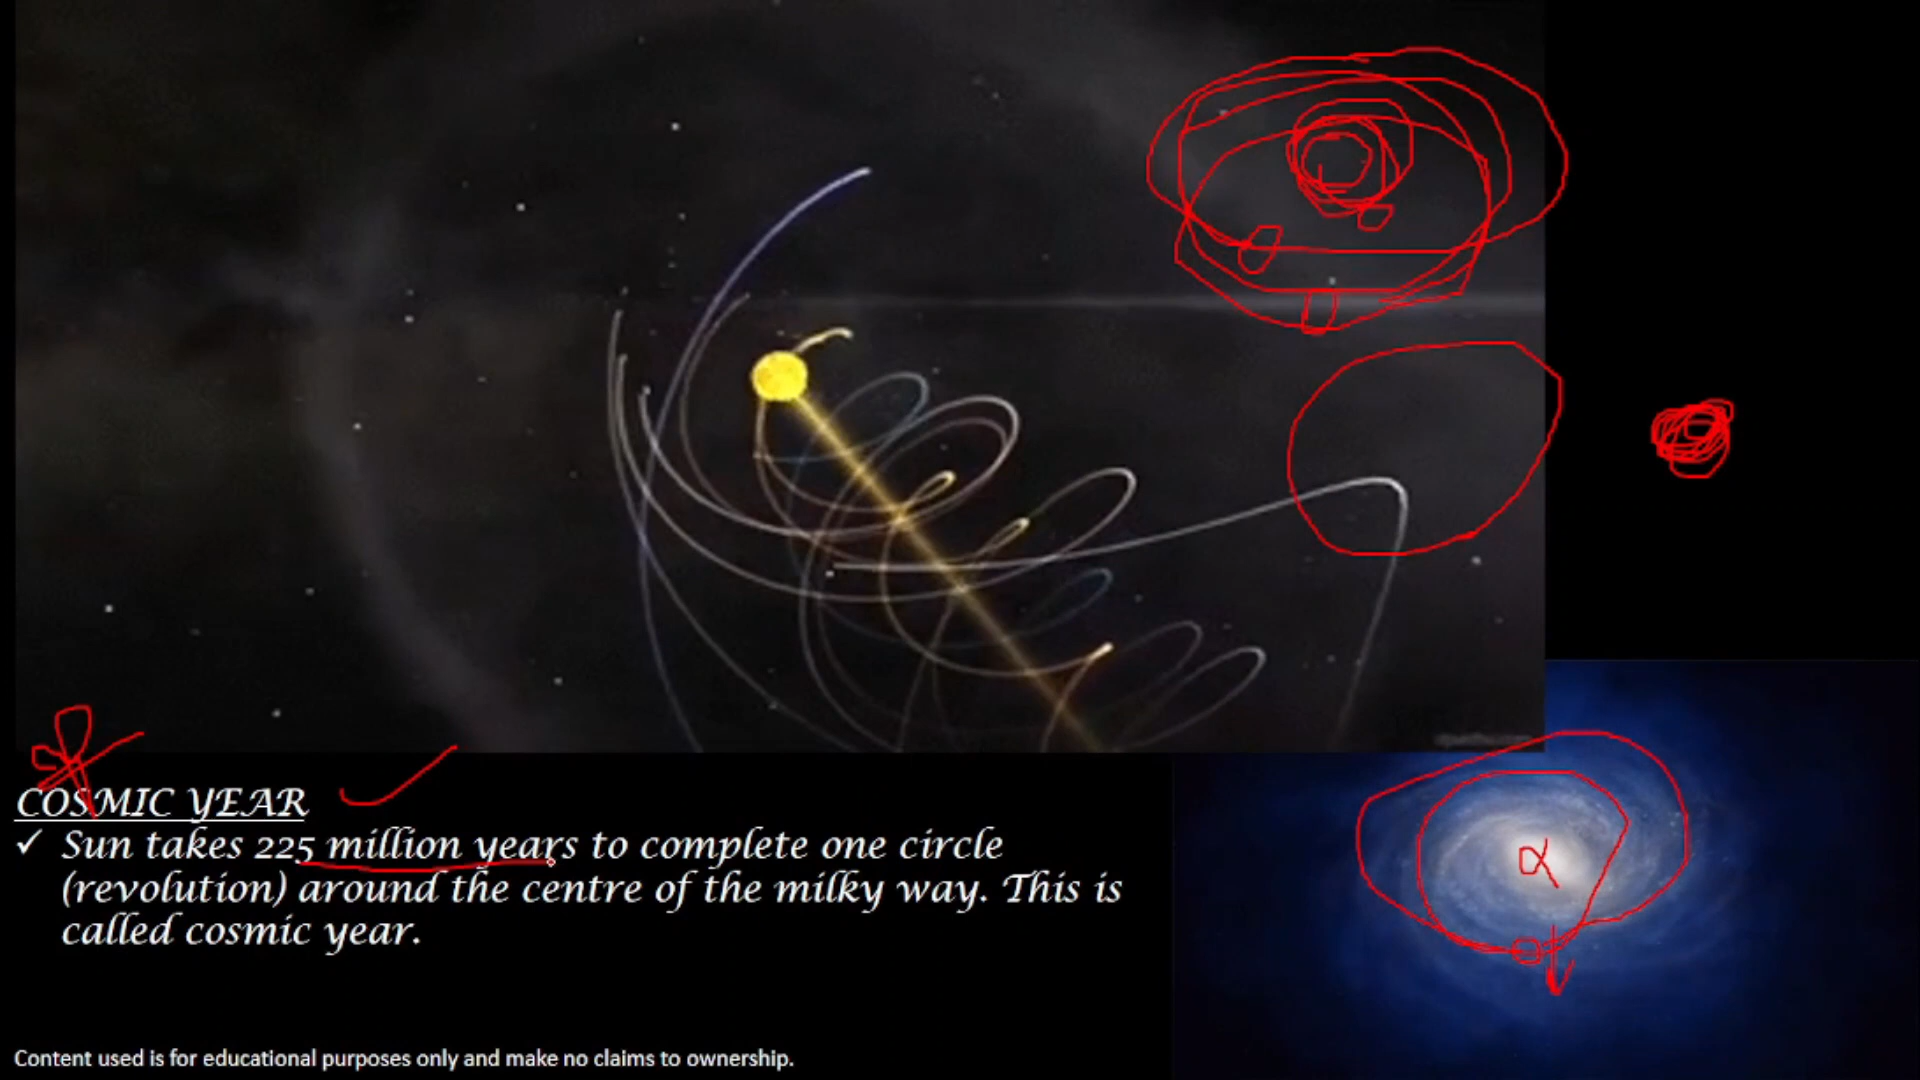 COSMIC YEAR
✓ Sun takes 225 million years to complete one circle
(revolution) around the centre of the milky way. This is
called cosmic year.
Content used is for educational purposes only and make no claims to ownership.